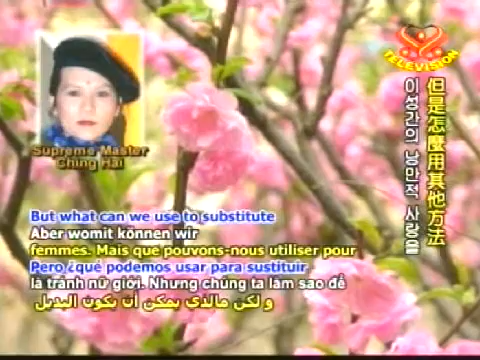 TELEVISION
Supreme Master
Ching Hai
但是怎麼用其他方法
이성간의 낭만적 사랑을
But what can we use to substitute
Aber womit können wir
femmes. Mais que pouvons-nous utiliser pour
Pero ¿qué podemos usar para sustituir
là tránh nữ giới. Nhưng chúng ta làm sao để
و لكن مالذي يمكن أن يكون البديل